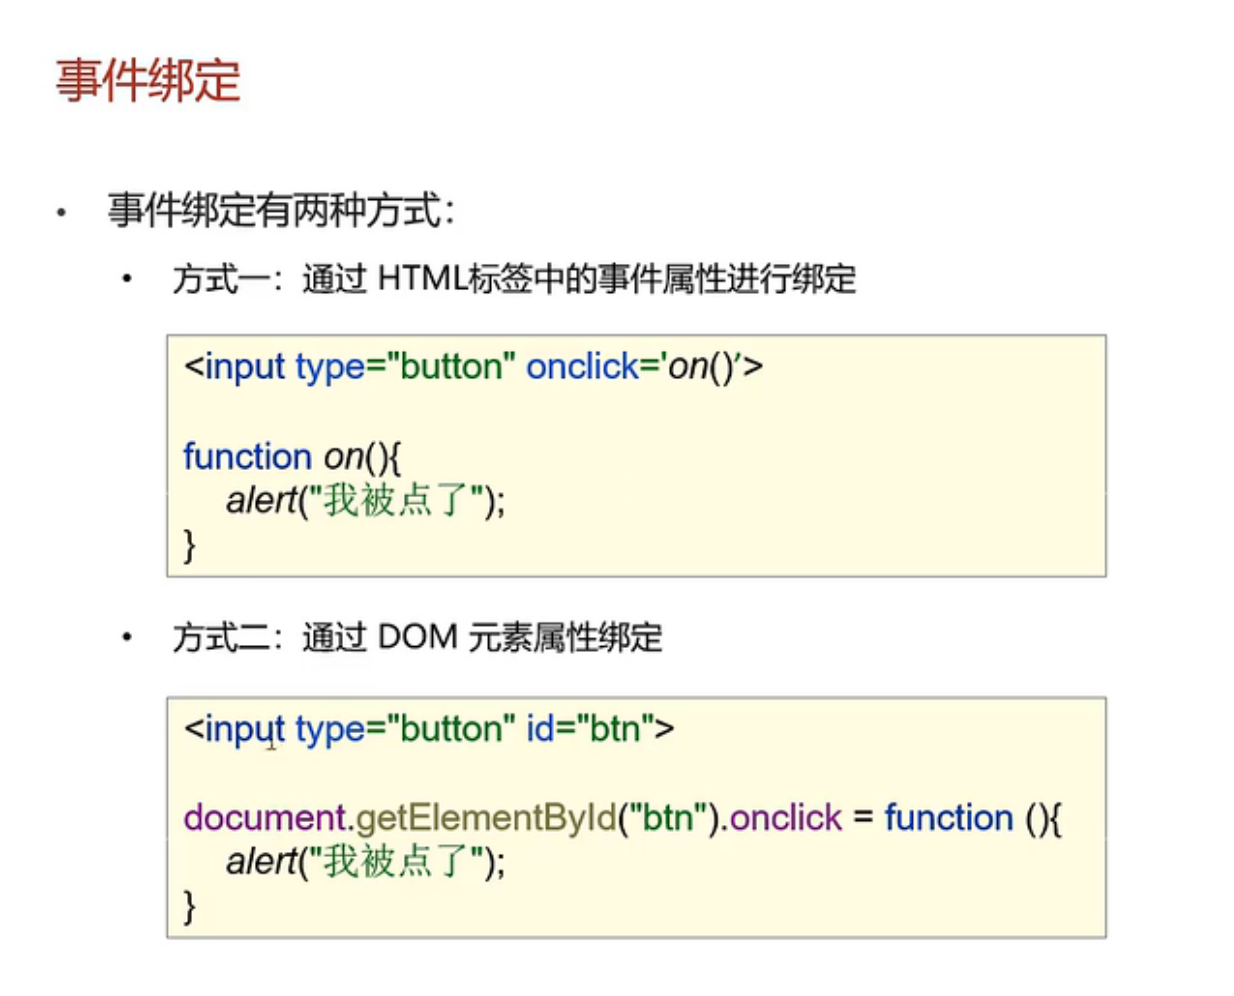 事件绑定
• 事件绑定有两种方式：
• 方式一：通过 HTML标签中的事件属性进行绑定
<input type="button" onclick='on()'>
function on(){
alert("我被点了");
}
• 方式二：通过 DOM 元素属性绑定
<input type="button" id="btn">
document.getElementById("btn").onclick = function (){
alert("我被点了");
}